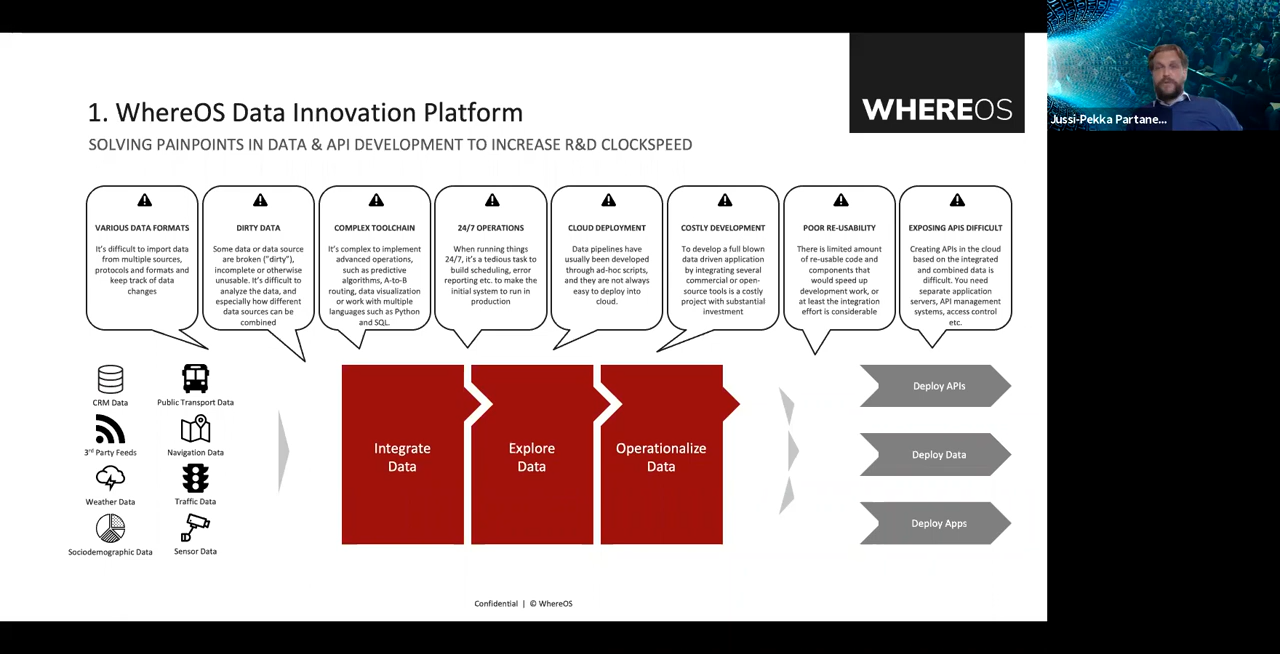 1. WhereOS Data Innovation Platform
SOLVING PAINPOINTS IN DATA & API DEVELOPMENT TO INCREASE R&D CLOCKSPEED
WHEREOS
Jussi-Pekka Partane...
VARIOUS DATA FORMATS
It's difficult to import data
from multiple sources,
protocols and formats and
keep track of data
changes
DIRTY DATA
Some data or data source
are broken ("dirty"),
incomplete or otherwise
unusable. It's difficult to
analyze the data, and
especially how different
data sources can be
combined
COMPLEX TOOLCHAIN
It's complex to implement
advanced operations,
such as predictive
algorithms, A-to-B
routing, data visualization
or work with multiple
languages such as Python
and SQL.
24/7 OPERATIONS
When running things
24/7, it's a tedious task to
build scheduling, error
reporting etc. to make the
initial system to run in
production
CLOUD DEPLOYMENT
Data pipelines have
usually been developed
through ad-hoc scripts,
and they are not always
easy to deploy into
cloud.
COSTLY DEVELOPMENT
To develop a full blown
data driven application
by integrating several
commercial or open-
source tools is a costly
project with substantial
investment
POOR RE-USABILITY
There is limited amount
of re-usable code and
components that
would speed up
development work, or
at least the integration
effort is considerable
EXPOSING APIS DIFFICULT
Creating APIs in the cloud
based on the integrated
and combined data is
difficult. You need
separate application
servers, API management
systems, access control
etc.
CRM Data
Public Transport Data
3rd Party Feeds
Navigation Data
Weather Data
Traffic Data
Sociodemographic Data
Sensor Data
Integrate
Data
Explore
Data
Operationalize
Data
Deploy APIs
Deploy Data
Deploy Apps
Confidential | © WhereOS